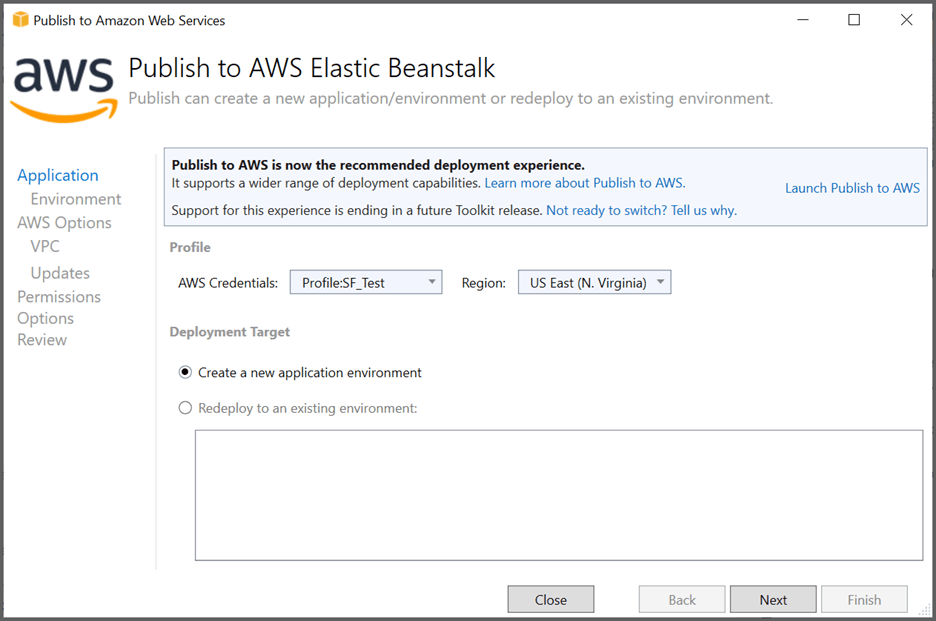 Publish to Amazon Web Services
aws
Publish to AWS Elastic Beanstalk
Publish can create a new application/environment or redeploy to an existing environment.
Application
Environment
AWS Options
VPC
Updates
Permissions
Options
Review
Publish to AWS is now the recommended deployment experience.
It supports a wider range of deployment capabilities. Learn more about Publish to AWS.
Launch Publish to AWS
Support for this experience is ending in a future Toolkit release. Not ready to switch? Tell us why.
Profile
AWS Credentials: Profile:SF_Test Region: US East (N. Virginia)
Deployment Target
Create a new application environment
Redeploy to an existing environment:
Close Back Next Finish